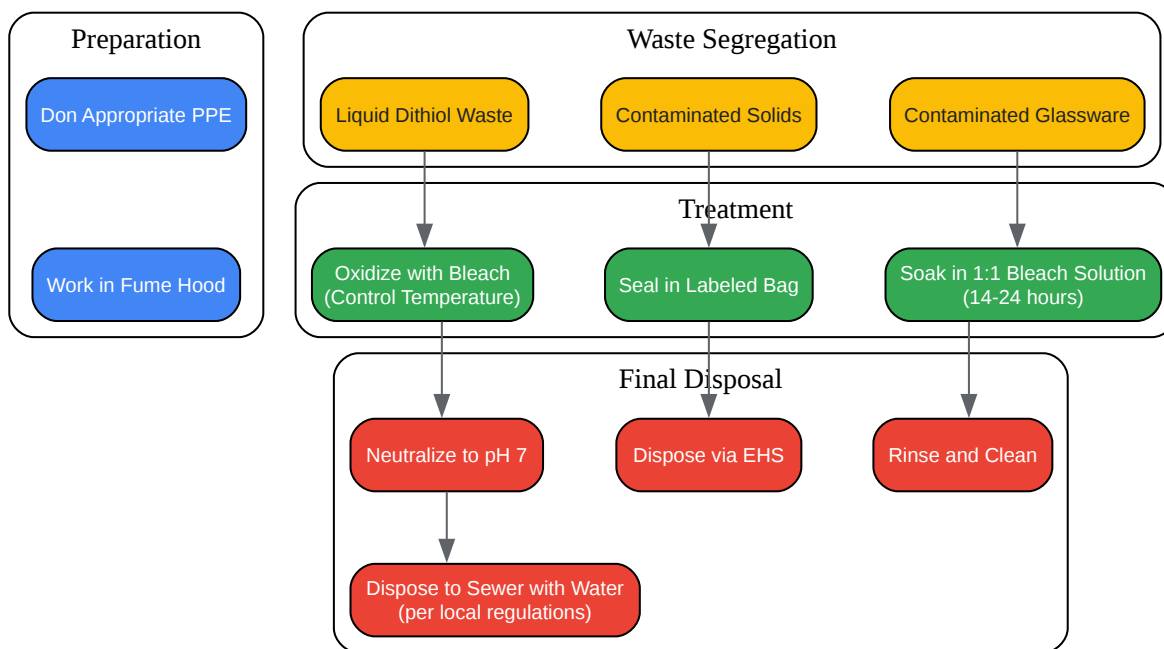 Preparation
Don Appropriate PPE
Work in Fume Hood
Waste Segregation
Liquid Dithiol Waste
Contaminated Solids
Contaminated Glassware
Treatment
Oxidize with Bleach
(Control Temperature)
Seal in Labeled Bag
Soak in 1:1 Bleach Solution
(14-24 hours)
Final Disposal
Neutralize to pH 7
Dispose via EHS
Rinse and Clean
Dispose to Sewer with Water
(per local regulations)